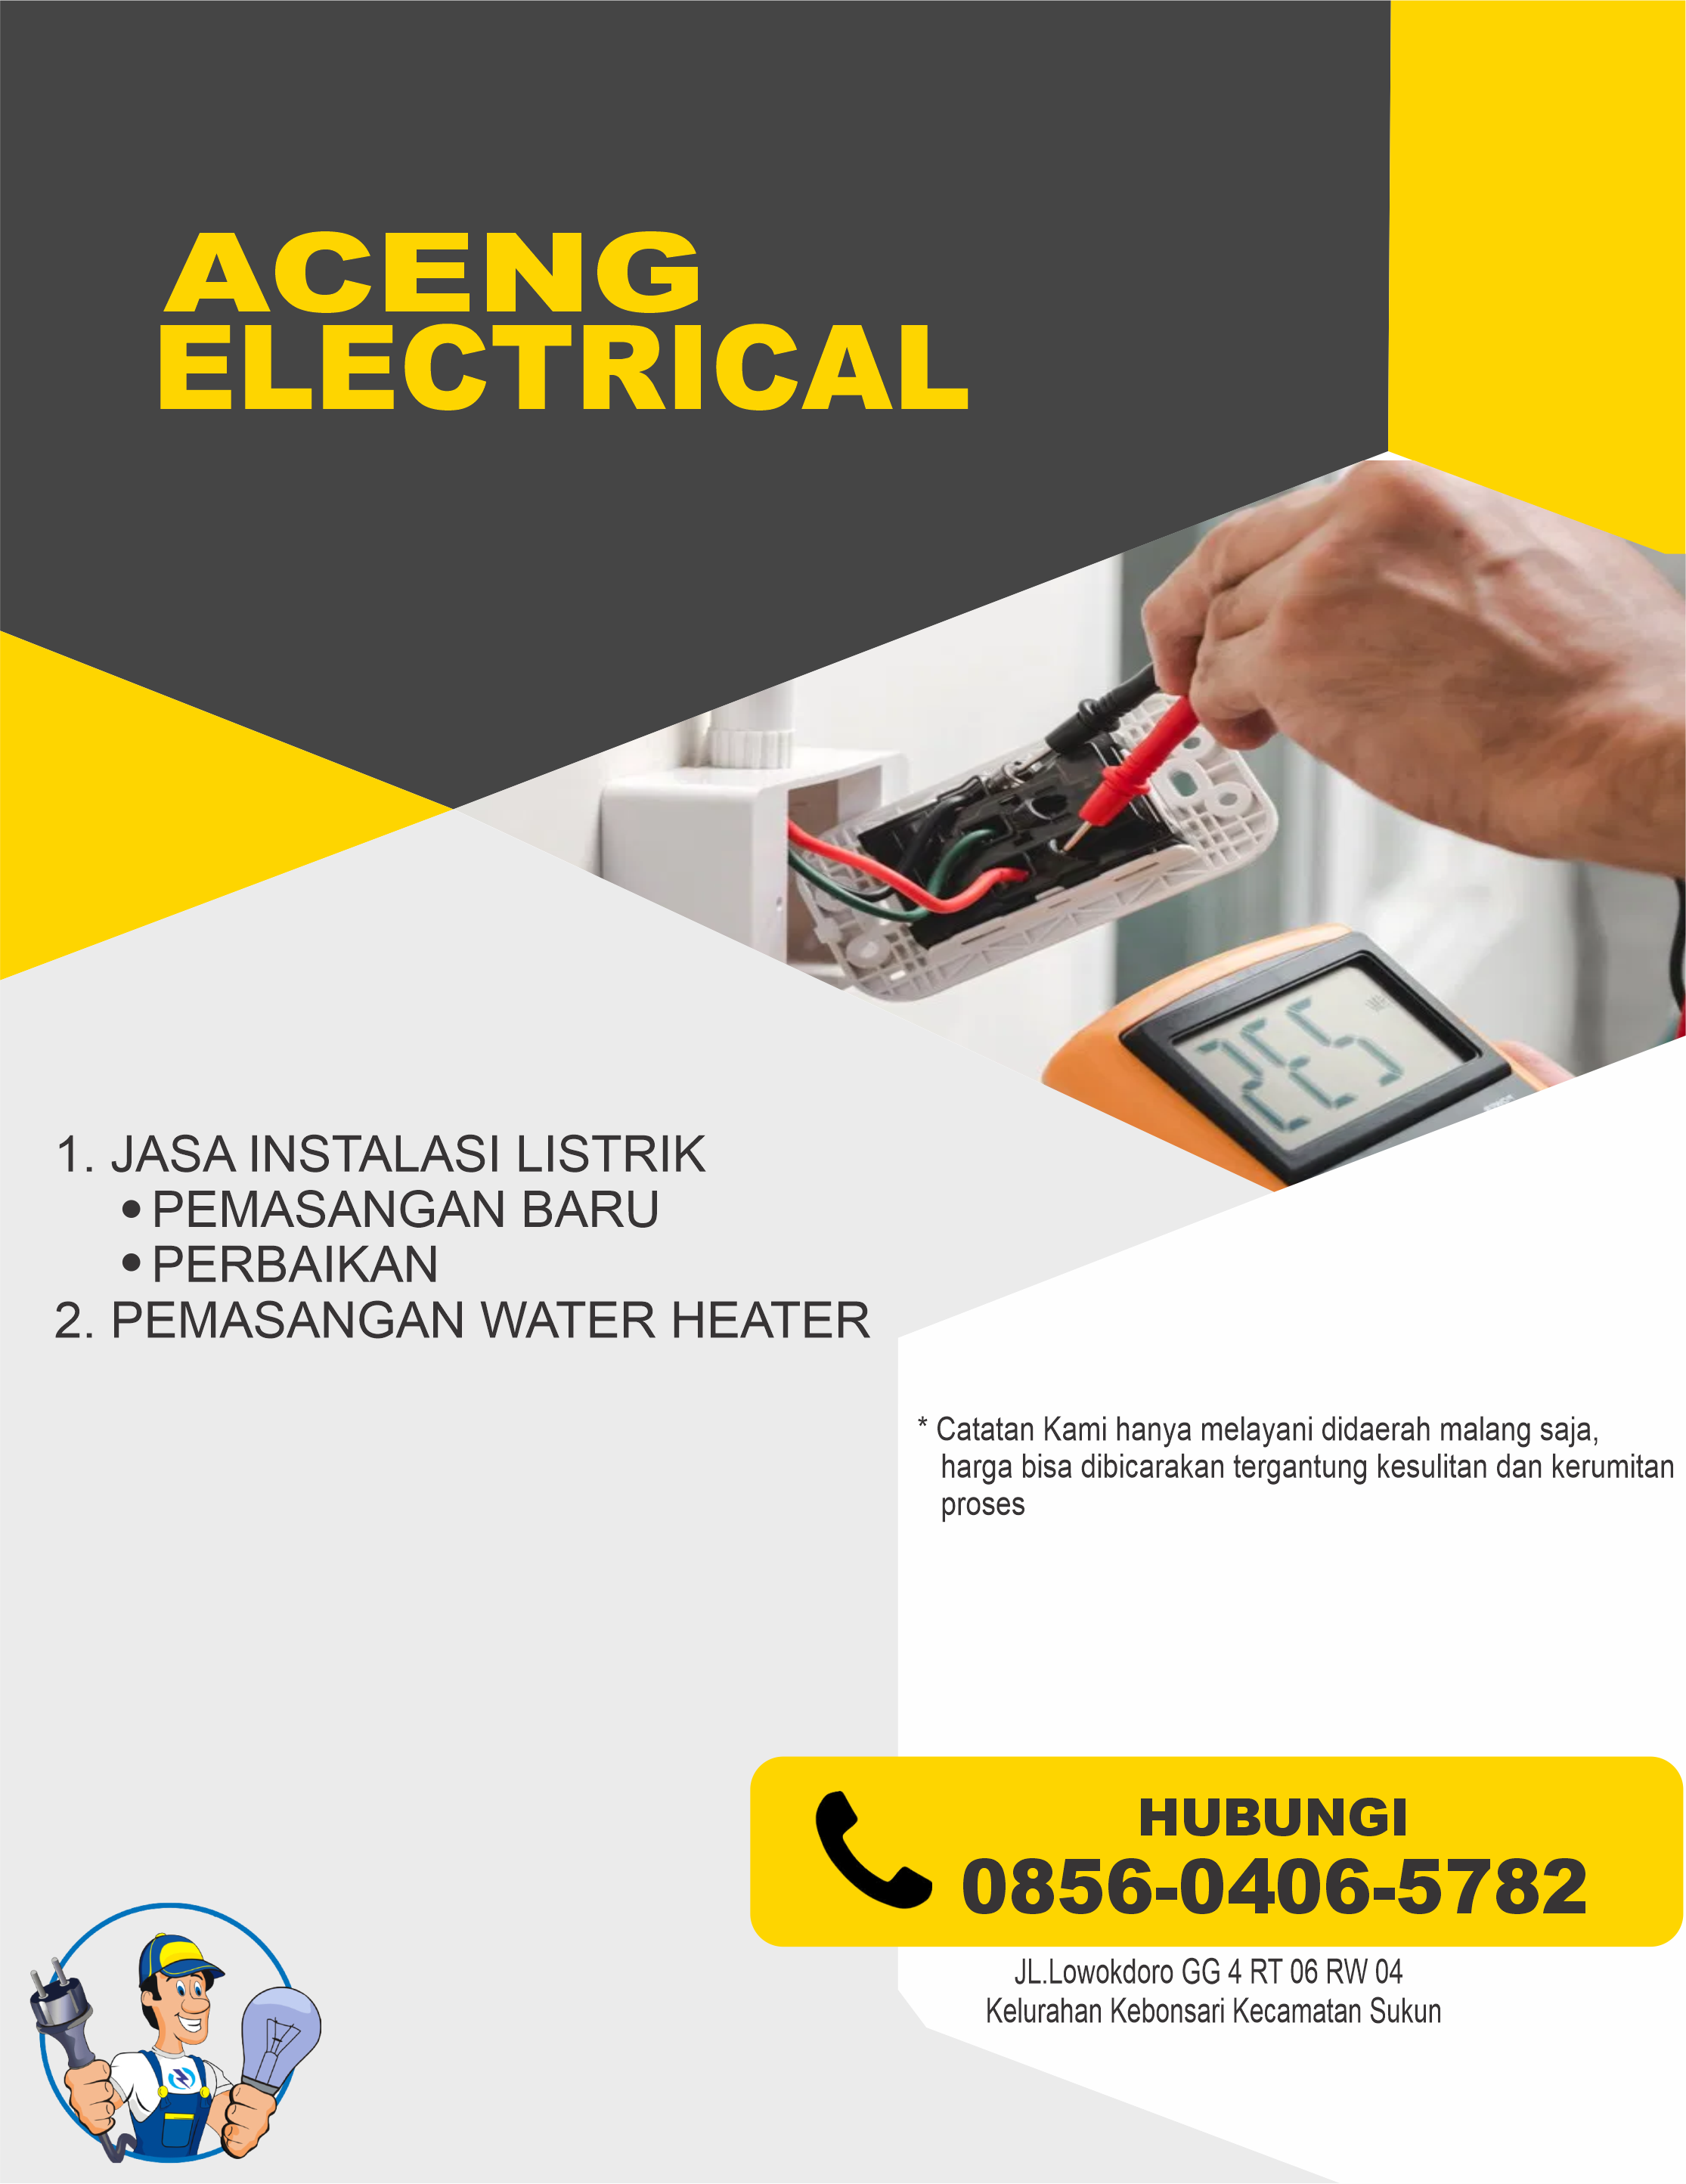 ACENG
ELECTRICAL
1. JASA INSTALASI LISTRIK
• PEMASANGAN BARU
• PERBAIKAN
2. PEMASANGAN WATER HEATER
* Catatan Kami hanya melayani didaerah malang saja,
harga bisa dibicarakan tergantung kesulitan dan kerumitan
proses
HUBUNGI
0856-0406-5782
JL.Lowokdoro GG 4 RT 06 RW 04
Kelurahan Kebonsari Kecamatan Sukun